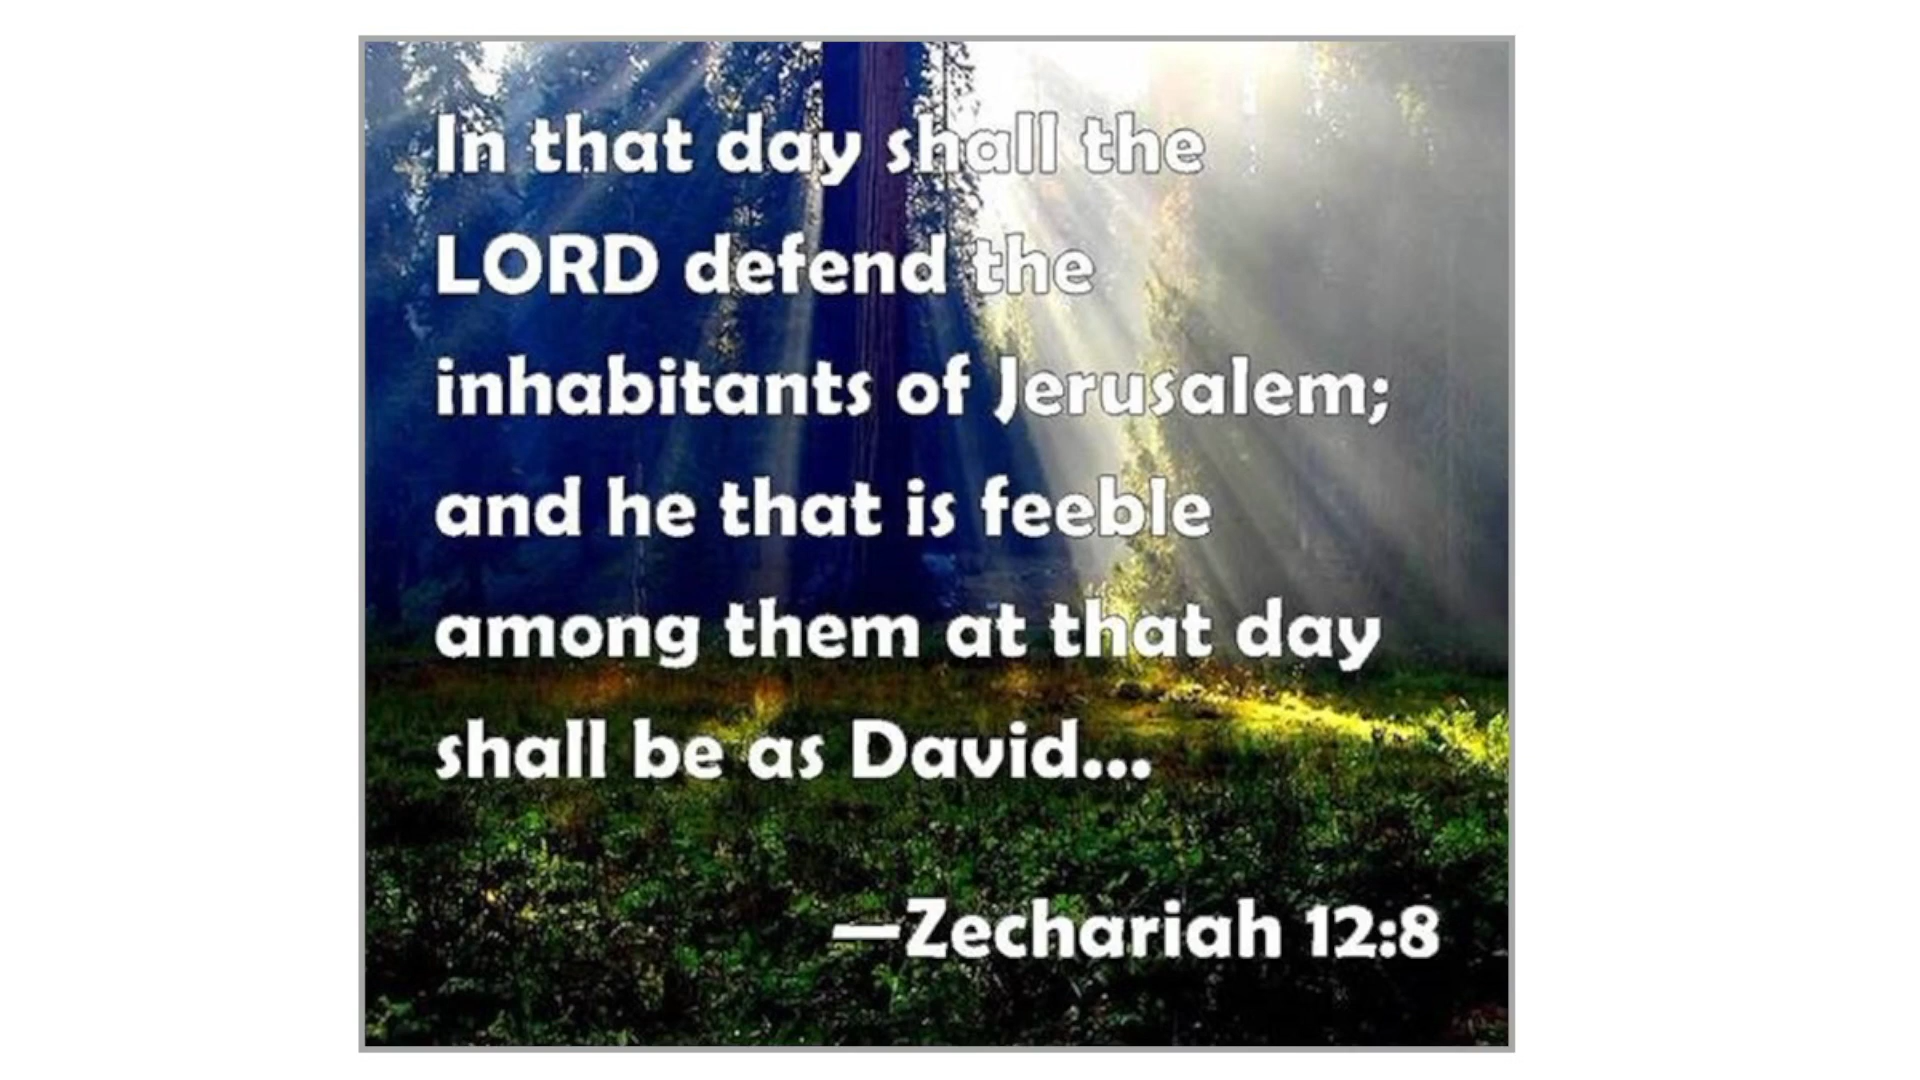 In that day shall the
LORD defend the
inhabitants of Jerusalem;
and he that is feeble
among them at that day
shall be as David...
—Zechariah 12:8